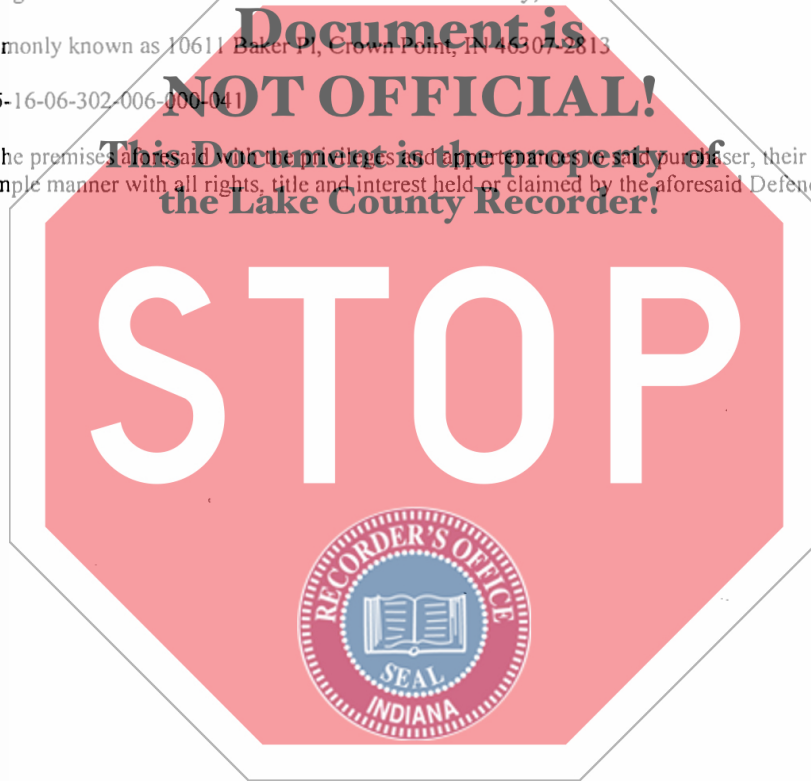 Document is
monly known as 10611 Baker Pl, Crown Point, IN 46307-2813
NOT OFFICIAL!
-16-06-302-006-000-041
This Document is the property of
he premises aforesaid with the privileges and appurtenances to said purchaser, their
mple manner with all rights, title and interest held or claimed by the aforesaid Defen
the Lake County Recorder!
STOP
RECORDER'S OFFICE
SEAL
INDIANA